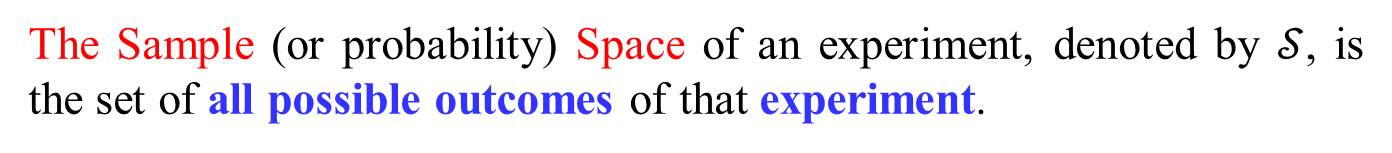 The Sample (or probability) Space of an experiment, denoted by 𝒮, is
the set of all possible outcomes of that experiment.